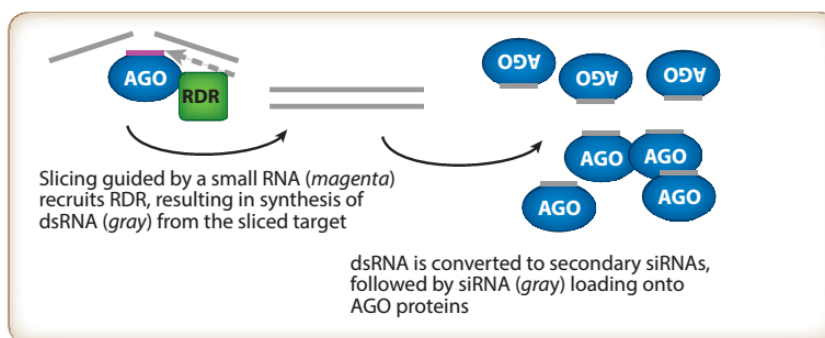 AGO
RDR
Slicing guided by a small RNA (magenta)
recruits RDR, resulting in synthesis of
dsRNA (gray) from the sliced target
AGO
AGO
AGO
AGO
AGO
AGO
AGO
dsRNA is converted to secondary siRNAs,
followed by siRNA (gray) loading onto
AGO proteins